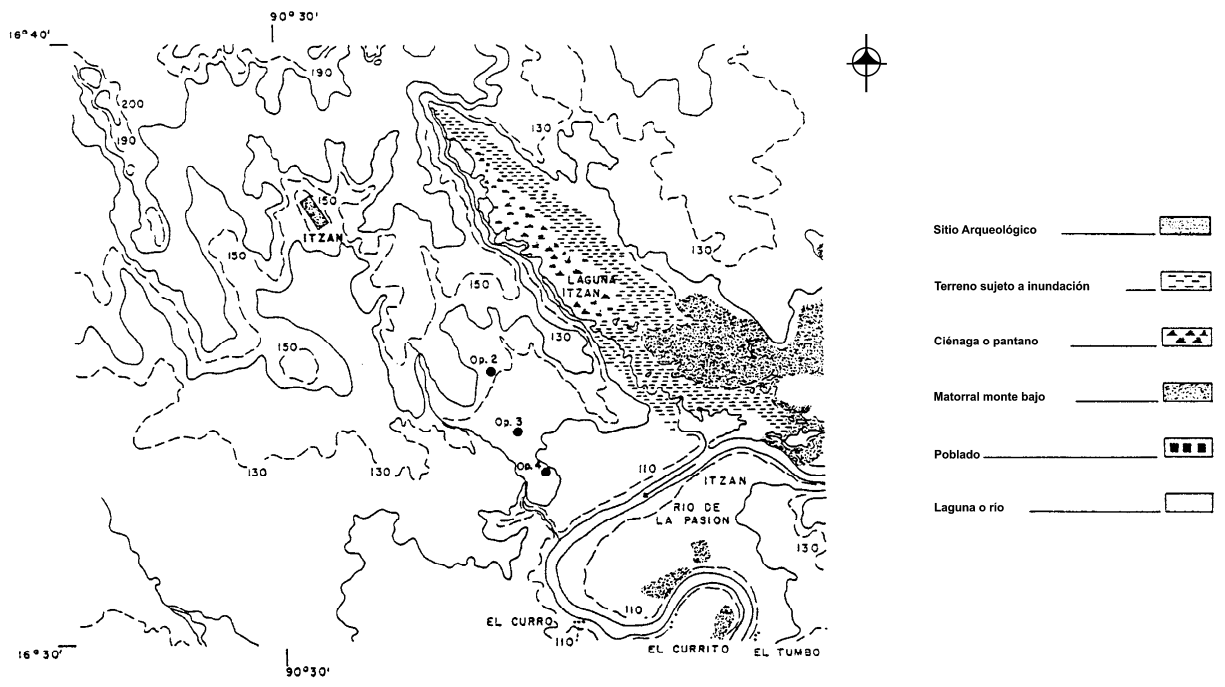 90°30'
16°40'
190
200
190
130
150
ITZAN
130
150
150
LAGUNA
ITZAN
130
150
Op. 2
Op. 3
130
130
Op. 4
110
ITZAN
RIO DE
LA PASION
130
110
EL CURRO
110
EL CURRITO
EL TUMBO
16°30'
90°30'
Sitio Arqueológico
Terreno sujeto a inundación
Ciénaga o pantano
Matorral monte bajo
Poblado
Laguna o rio